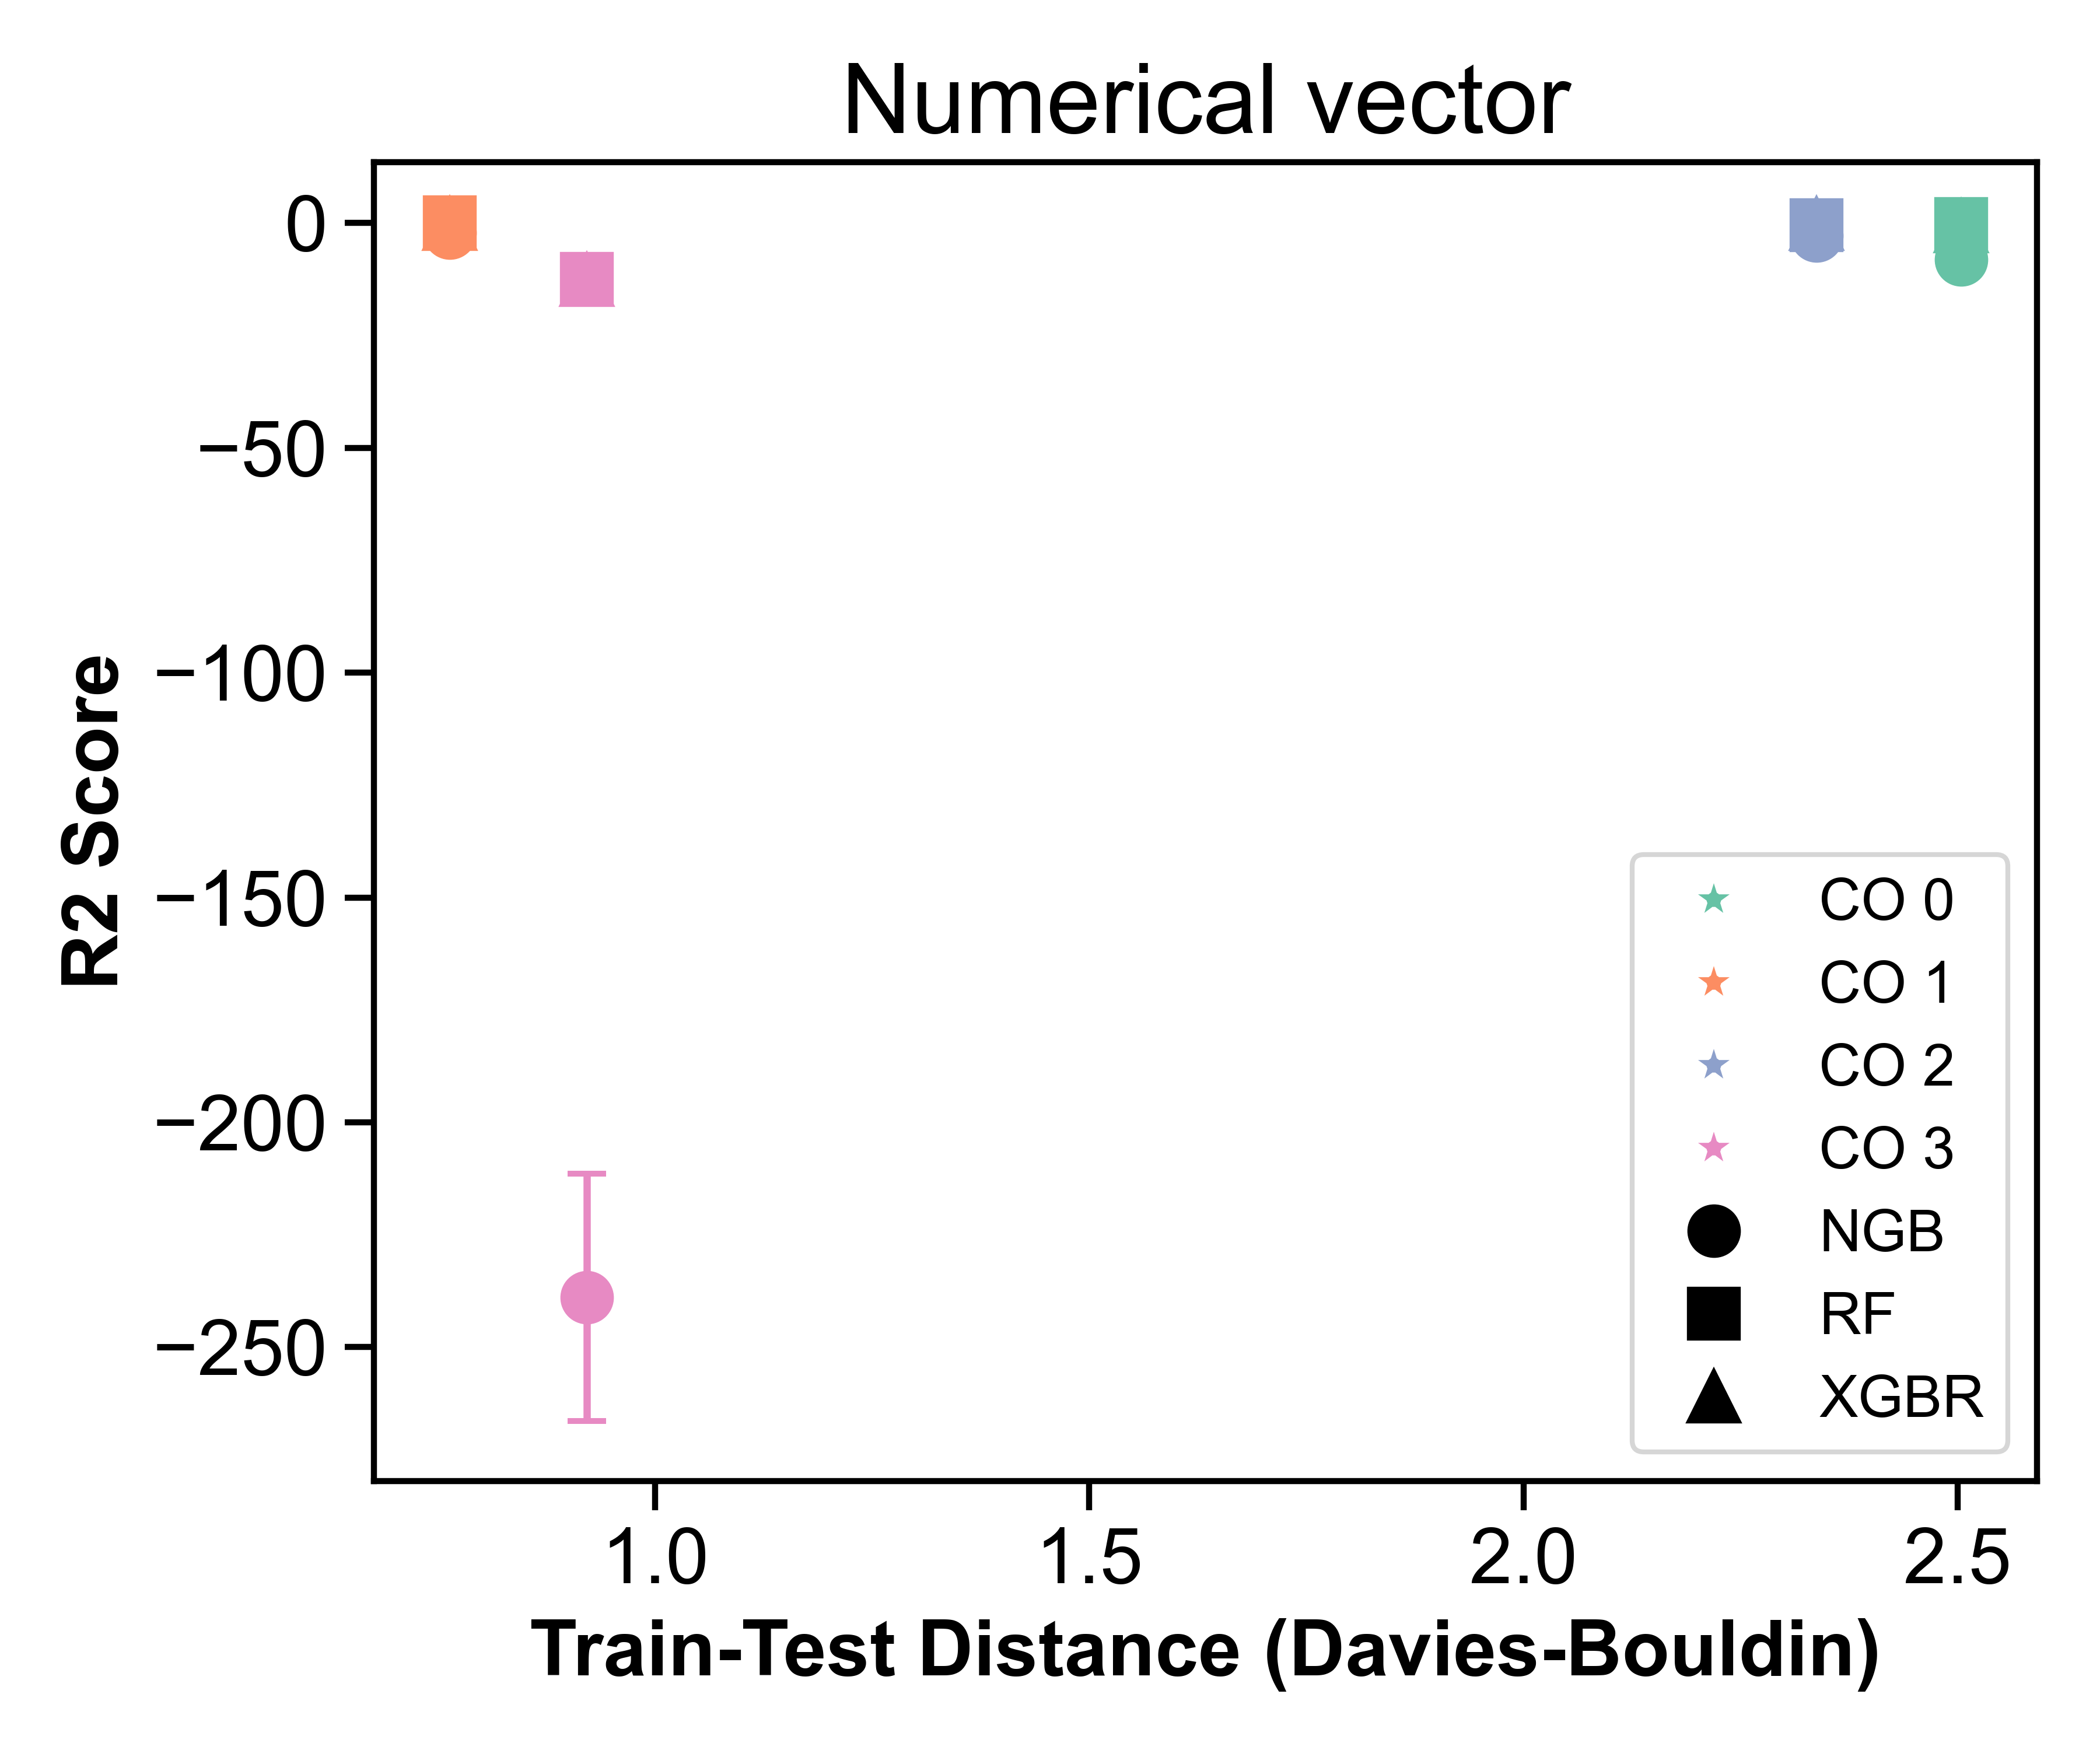 Numerical vector
R2 Score
0
−50
−100
−150
−200
−250
CO 0
CO 1
CO 2
CO 3
NGB
RF
XGBR
1.0 1.5 2.0 2.5
Train-Test Distance (Davies-Bouldin)